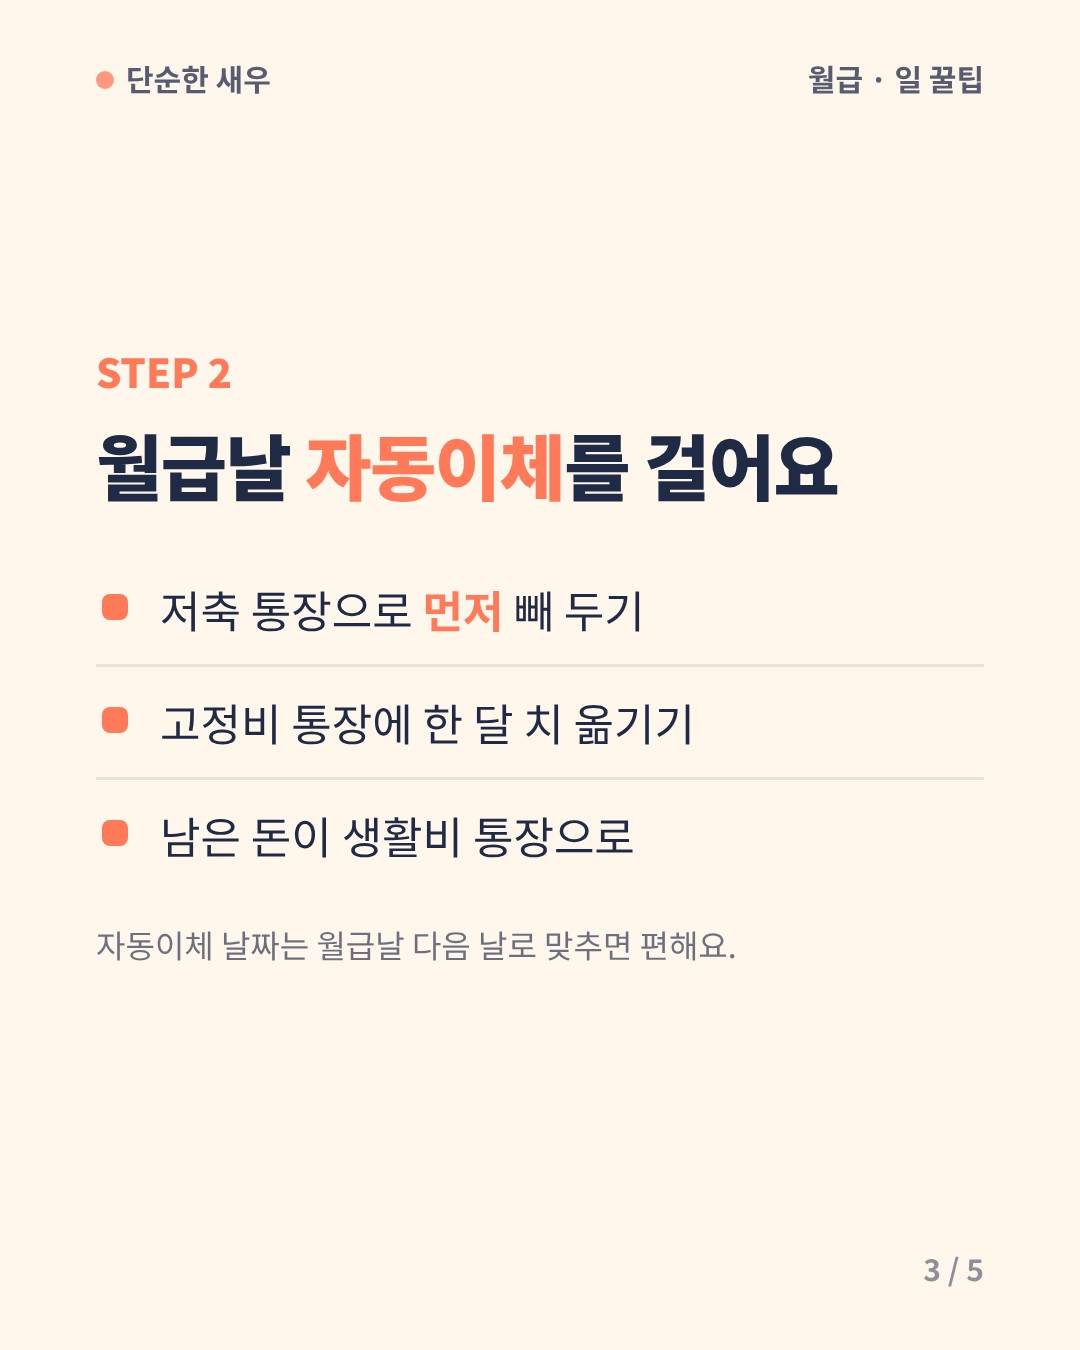 단순한 새우
월급 · 일 꿀팁
STEP 2
월급날 자동이체를 걸어요
저축 통장으로 먼저 빼 두기
고정비 통장에 한 달 치 옮기기
남은 돈이 생활비 통장으로
자동이체 날짜는 월급날 다음 날로 맞추면 편해요.
3 / 5